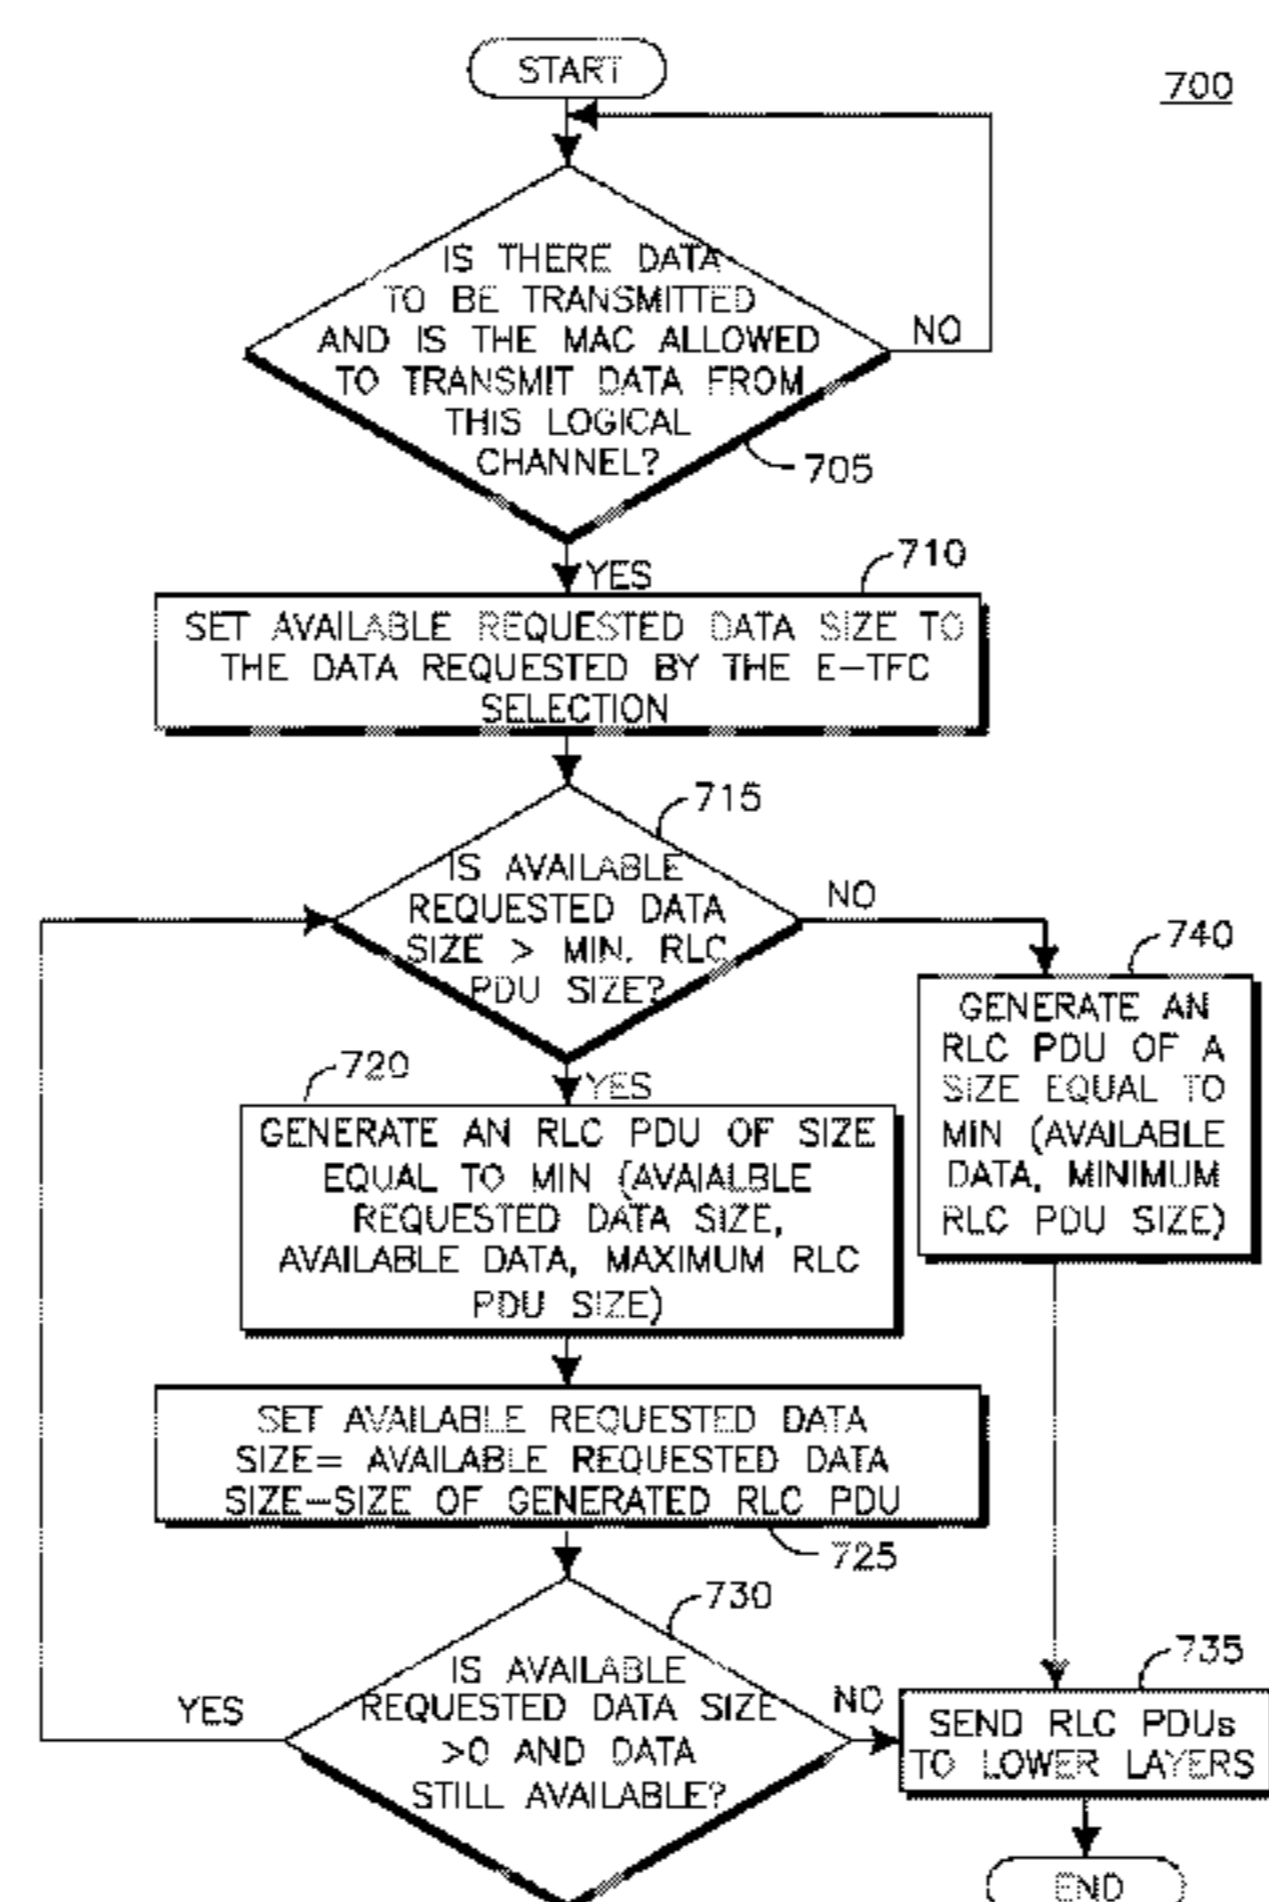 START
700
IS THERE DATA
TO BE TRANSMITTED
AND IS THE MAC ALLOWED
TO TRANSMIT DATA FROM
THIS LOGICAL
CHANNEL?
NO
705
YES
710
SET AVAILABLE REQUESTED DATA SIZE TO
THE DATA REQUESTED BY THE E-TFC
SELECTION
715
IS AVAILABLE
REQUESTED DATA
SIZE > MIN. RLC
PDU SIZE?
NO
740
GENERATE AN
RLC PDU OF A
SIZE EQUAL TO
MIN (AVAILABLE
DATA, MINIMUM
RLC PDU SIZE)
YES
720
GENERATE AN RLC PDU OF SIZE
EQUAL TO MIN (AVAIALBLE
REQUESTED DATA SIZE,
AVAILABLE DATA, MAXIMUM RLC
PDU SIZE)
SET AVAILABLE REQUESTED DATA
SIZE= AVAILABLE REQUESTED DATA
SIZE-SIZE OF GENERATED RLC PDU
725
730
IS AVAILABLE
REQUESTED DATA SIZE
>0 AND DATA
STILL AVAILABLE?
YES
NO
735
SEND RLC PDUs
TO LOWER LAYERS
END